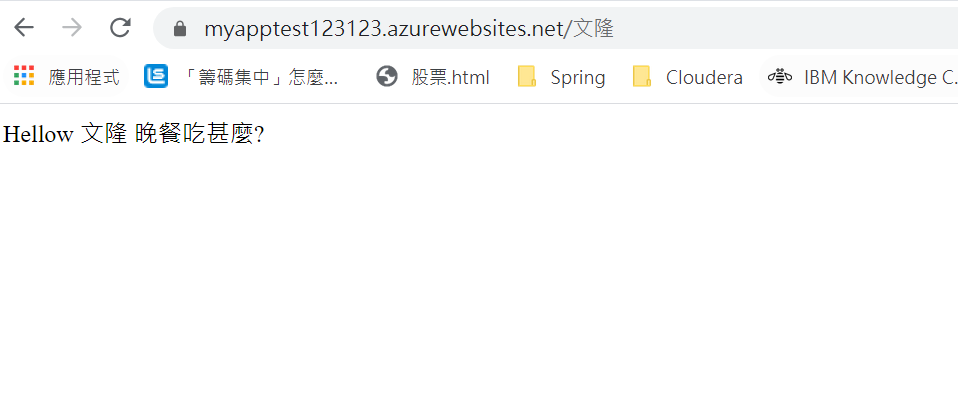 myapptest123123.azurewebsites.net/文隆
應用程式 LS 「籌碼集中」怎麼... 股票.html Spring Cloudera IBM Knowledge C.
Hellow 文隆 晚餐吃甚麼?